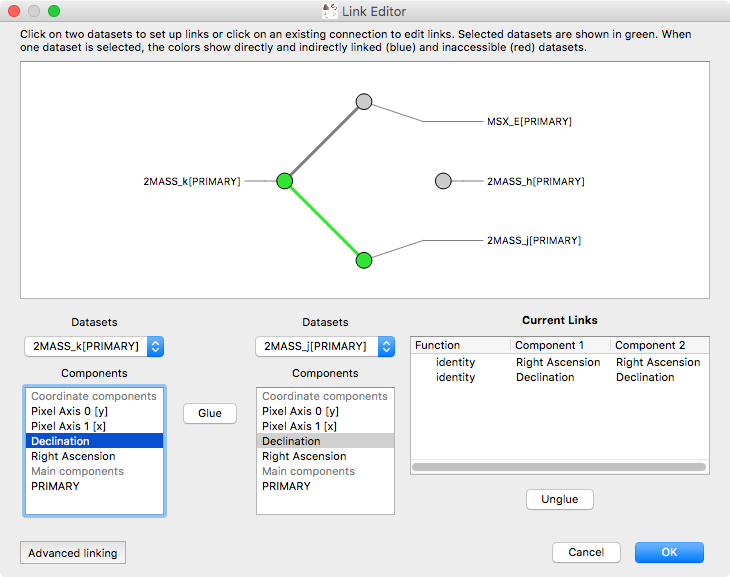 Link Editor
Click on two datasets to set up links or click on an existing connection to edit links. Selected datasets are shown in green. When
one dataset is selected, the colors show directly and indirectly linked (blue) and inaccessible (red) datasets.
MSX_E[PRIMARY]
2MASS_k[PRIMARY]
2MASS_h[PRIMARY]
2MASS_j[PRIMARY]
Datasets
2MASS_k[PRIMARY]
Components
Coordinate components
Pixel Axis 0 [y]
Pixel Axis 1 [x]
Declination
Right Ascension
Main components
PRIMARY
Glue
Datasets
2MASS_j[PRIMARY]
Components
Coordinate components
Pixel Axis 0 [y]
Pixel Axis 1 [x]
Declination
Right Ascension
Main components
PRIMARY
Current Links
Function Component 1 Component 2
identity Right Ascension Right Ascension
identity Declination Declination
Unglue
Advanced linking
Cancel
OK